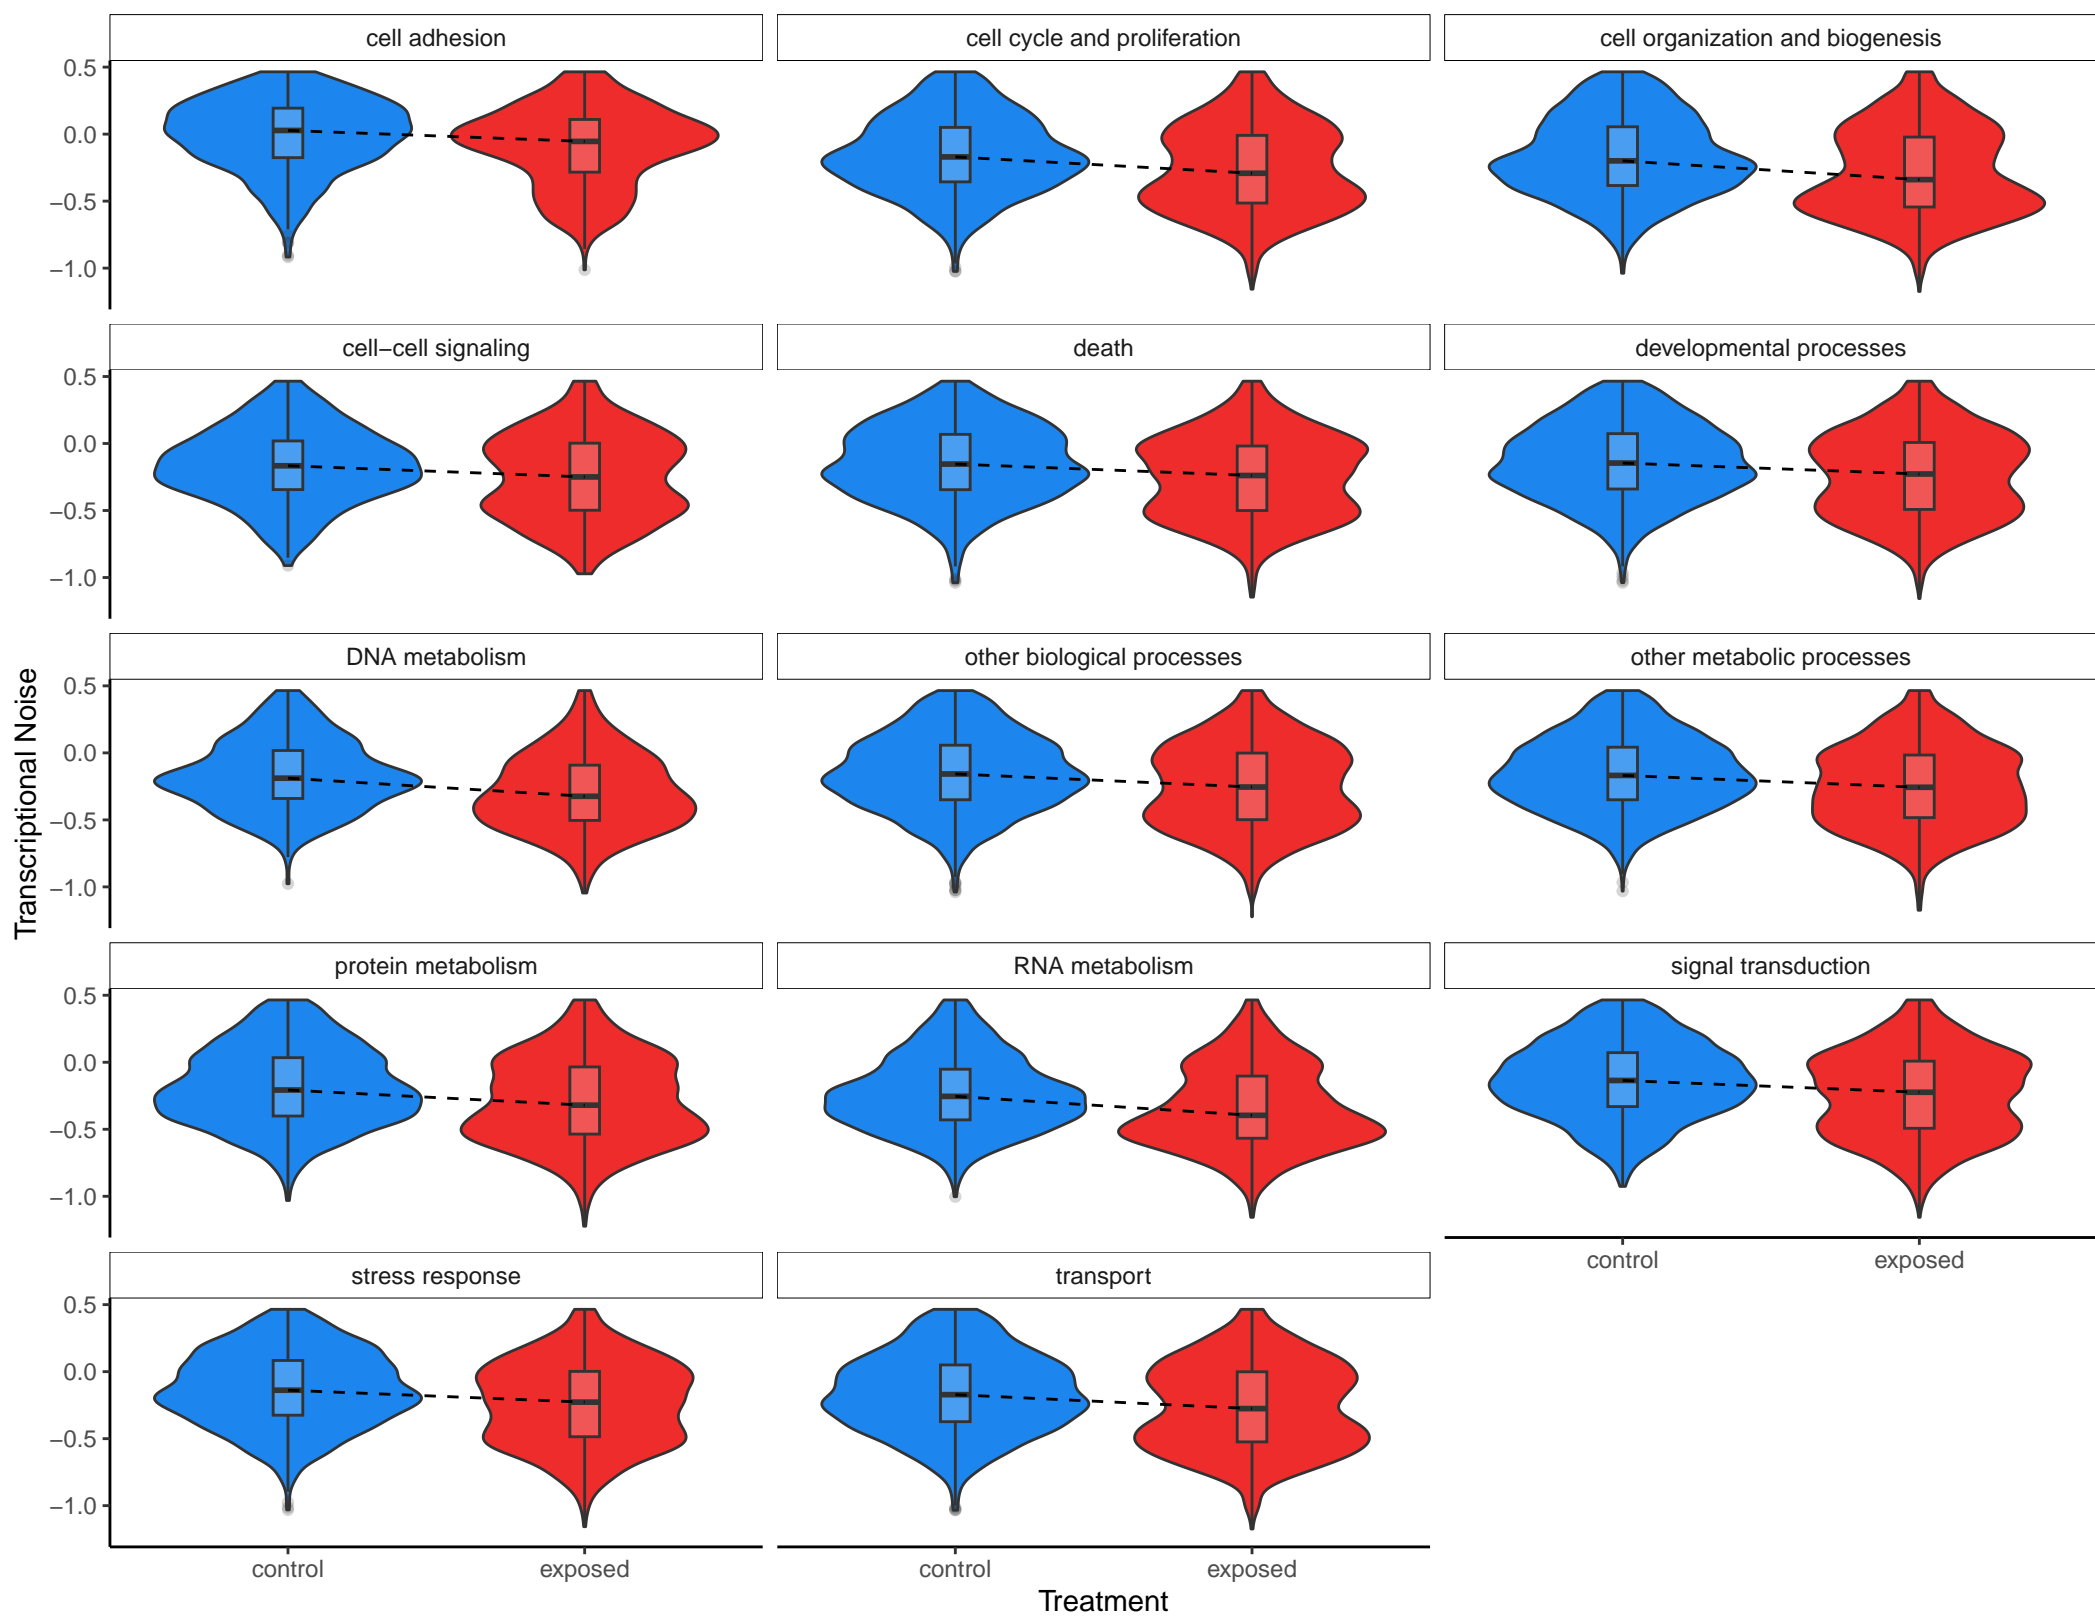 cell adhesion
cell cycle and proliferation
cell organization and biogenesis
0.5
0.0
−0.5
−1.0
cell−cell signaling
death
developmental processes
0.5
0.0
−0.5
−1.0
DNA metabolism
other biological processes
other metabolic processes
0.5
0.0
−0.5
−1.0
Transcriptional Noise
protein metabolism
RNA metabolism
signal transduction
0.5
0.0
−0.5
−1.0
control
exposed
stress response
transport
0.5
0.0
−0.5
−1.0
control
exposed
control
exposed
Treatment